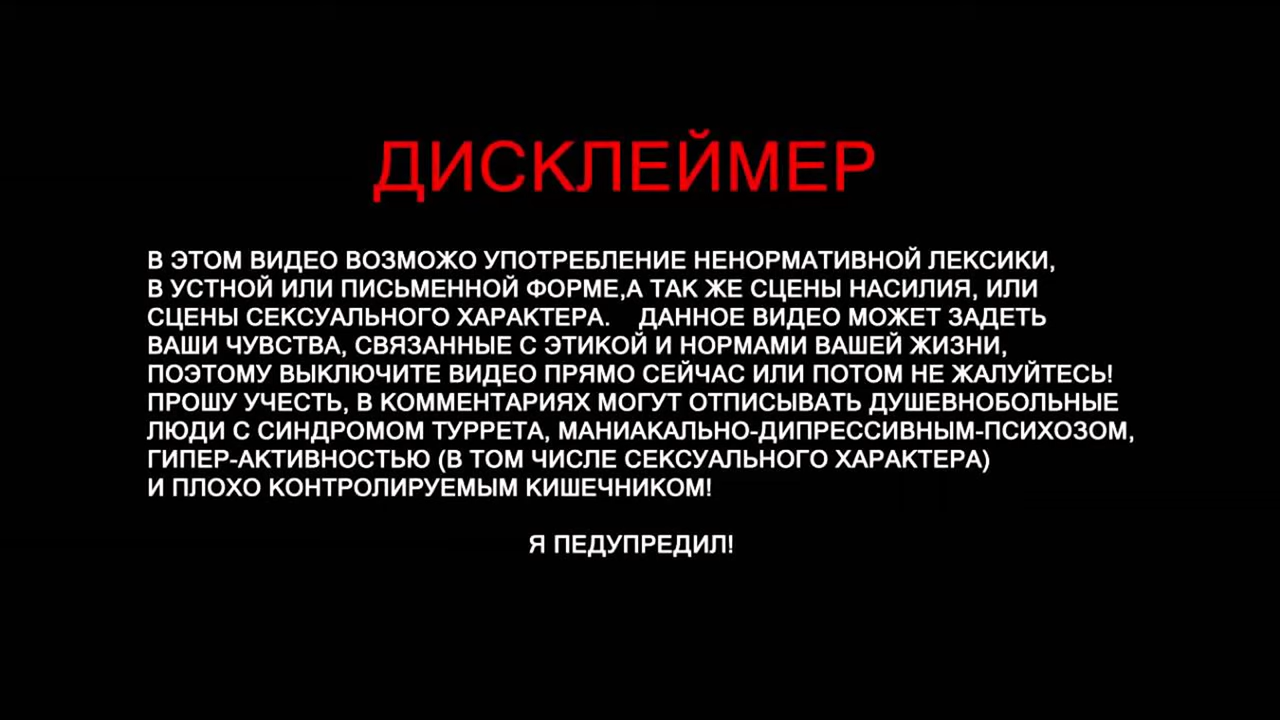 ДИСКЛЕЙМЕР
В ЭТОМ ВИДЕО ВОЗМОЖО УПОТРЕБЛЕНИЕ НЕНОРМАТИВНОЙ ЛЕКСИКИ,
В УСТНОЙ ИЛИ ПИСЬМЕННОЙ ФОРМЕ,А ТАК ЖЕ СЦЕНЫ НАСИЛИЯ, ИЛИ
СЦЕНЫ СЕКСУАЛЬНОГО ХАРАКТЕРА. ДАННОЕ ВИДЕО МОЖЕТ ЗАДЕТЬ
ВАШИ ЧУВСТВА, СВЯЗАННЫЕ С ЭТИКОЙ И НОРМАМИ ВАШЕЙ ЖИЗНИ,
ПОЭТОМУ ВЫКЛЮЧИТЕ ВИДЕО ПРЯМО СЕЙЧАС ИЛИ ПОТОМ НЕ ЖАЛУЙТЕСЬ!
ПРОШУ УЧЕСТЬ, В КОММЕНТАРИЯХ МОГУТ ОТПИСЫВАТЬ ДУШЕВНОБОЛЬНЫЕ
ЛЮДИ С СИНДРОМОМ ТУРРЕТА, МАНИАКАЛЬНО-ДИПРЕССИВНЫМ-ПСИХОЗОМ,
ГИПЕР-АКТИВНОСТЬЮ (В ТОМ ЧИСЛЕ СЕКСУАЛЬНОГО ХАРАКТЕРА)
И ПЛОХО КОНТРОЛИРУЕМЫМ КИШЕЧНИКОМ!
Я ПЕДУПРЕДИЛ!